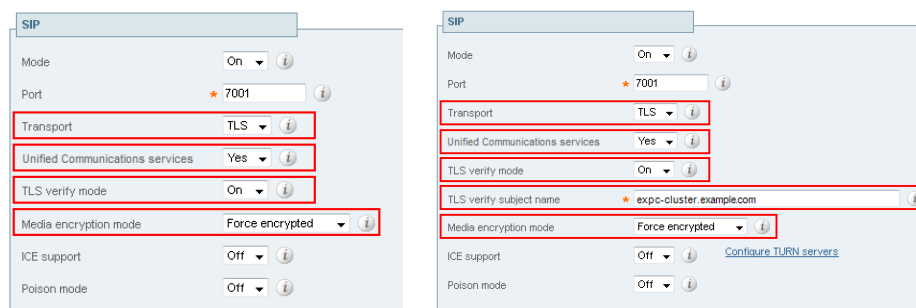 SIP
Mode On i
Port * 7001 i
Transport TLS i
Unified Communications services Yes i
TLS verify mode On i
Media encryption mode Force encrypted i
ICE support Off i
Poison mode Off i
SIP
Mode On i
Port * 7001 i
Transport TLS i
Unified Communications services Yes i
TLS verify mode On i
TLS verify subject name * expc-cluster.example.com i
Media encryption mode Force encrypted i
ICE support Off i Configure TURN servers
Poison mode Off i